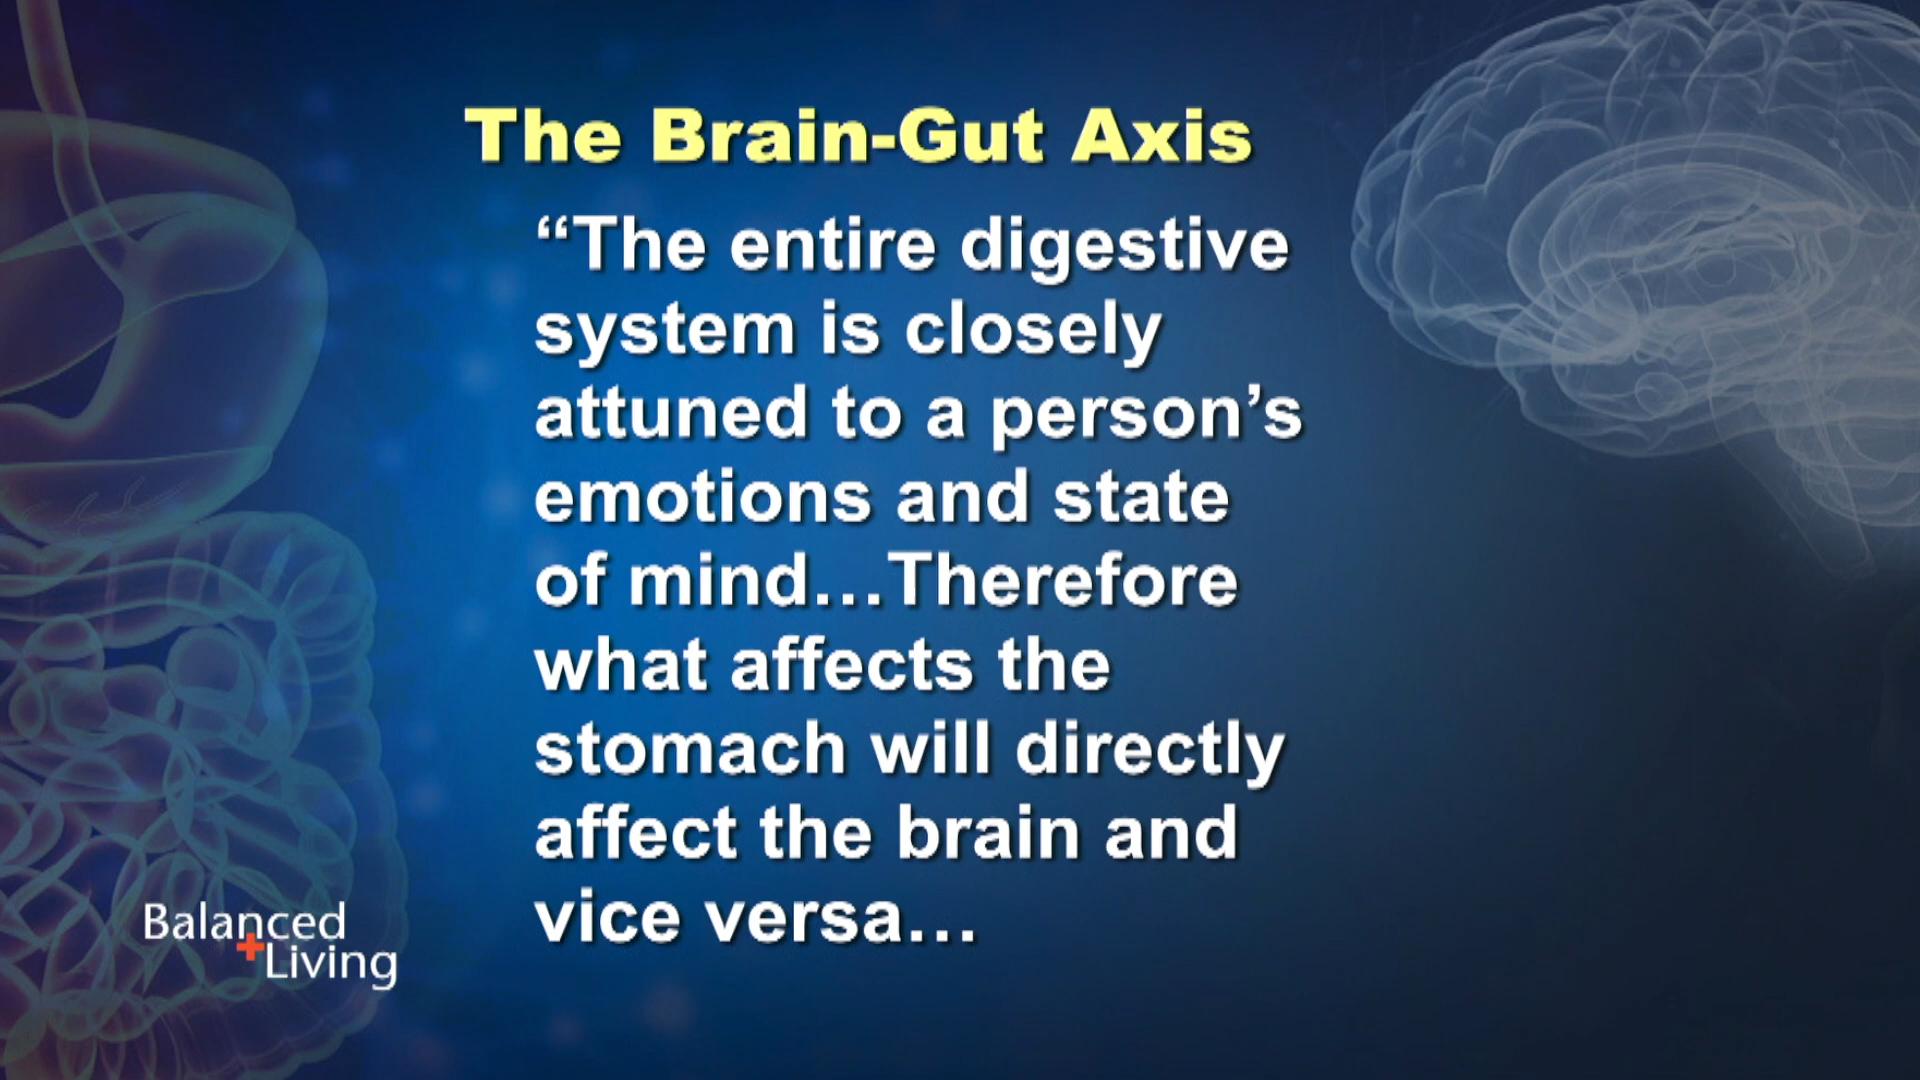 The Brain-Gut Axis
“The entire digestive
system is closely
attuned to a person’s
emotions and state
of mind…Therefore
what affects the
stomach will directly
affect the brain and
vice versa…
Balanced
Living